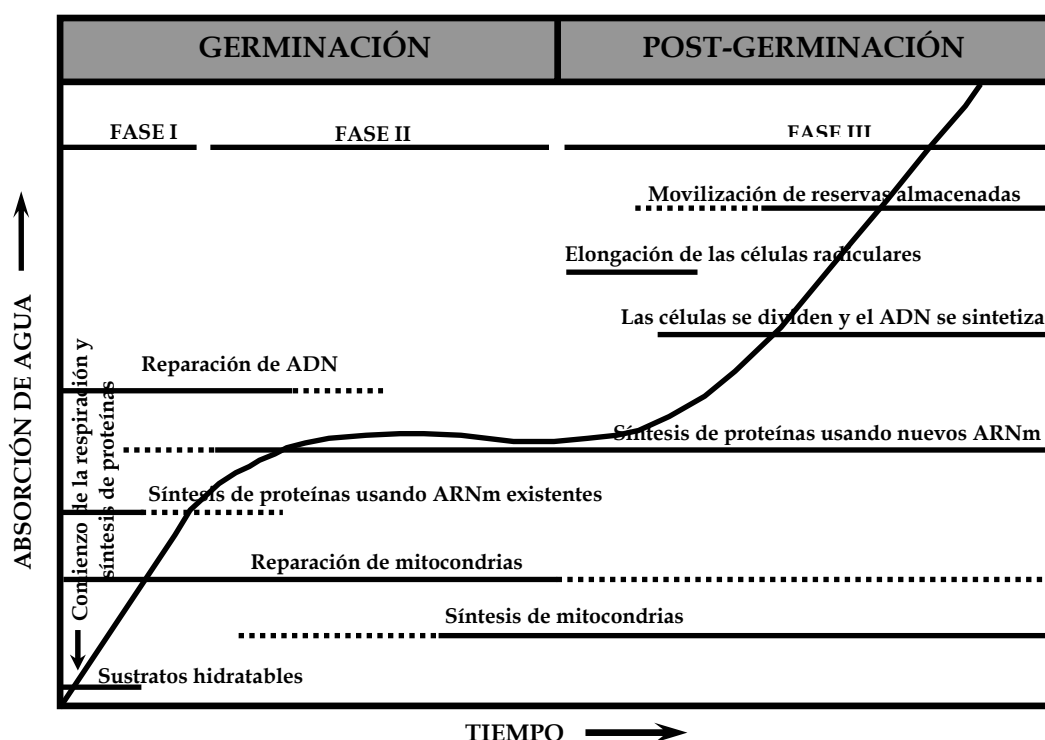 GERMINACIÓN
POST-GERMINACIÓN
FASE I
FASE II
FASE III
Movilización de reservas almacenadas
Elongación de las células radiculares
Las células se dividen y el ADN se sintetiza
Reparación de ADN
Síntesis de proteínas usando nuevos ARNm
Síntesis de proteínas usando ARNm existentes
Reparación de mitocondrias
Síntesis de mitocondrias
Sustratos hidratables
Comienzo de la respiración y
síntesis de proteínas
ABSORCIÓN DE AGUA
TIEMPO